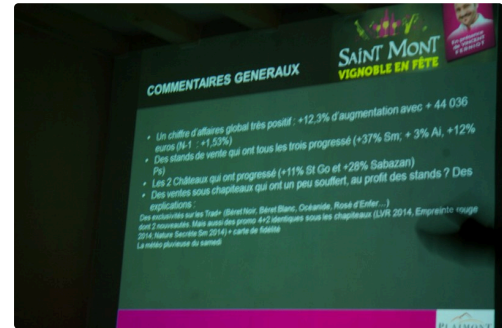 SAINT MONT
VIGNOBLE EN FÊTE
En présence
de VINCENT
FERNIOT
COMMENTAIRES GENERAUX
• Un chiffre d'affaires global très positif : +12,3% d'augmentation avec + 44 036
euros (N-1 : +1,53%)
• Des stands de vente qui ont tous les trois progressé (+37% Sm; + 3% Ai, +12%
Ps)
• Les 2 Châteaux qui ont progressé (+11% St Go et +28% Sabazan)
• Des ventes sous chapiteaux qui ont un peu souffert, au profit des stands ? Des
explications :
Des exclusivités sur les Trad+ (Béret Noir, Béret Blanc, Océanide, Rosé d'Enfer…)
dont 2 nouveautés. Mais aussi des promo 4+2 identiques sous les chapiteaux (LVR 2014, Empreinte rouge
2014, Nature Secrète Sm 2014) + carte de fidélité
La météo pluvieuse du samedi
PLAIMONT